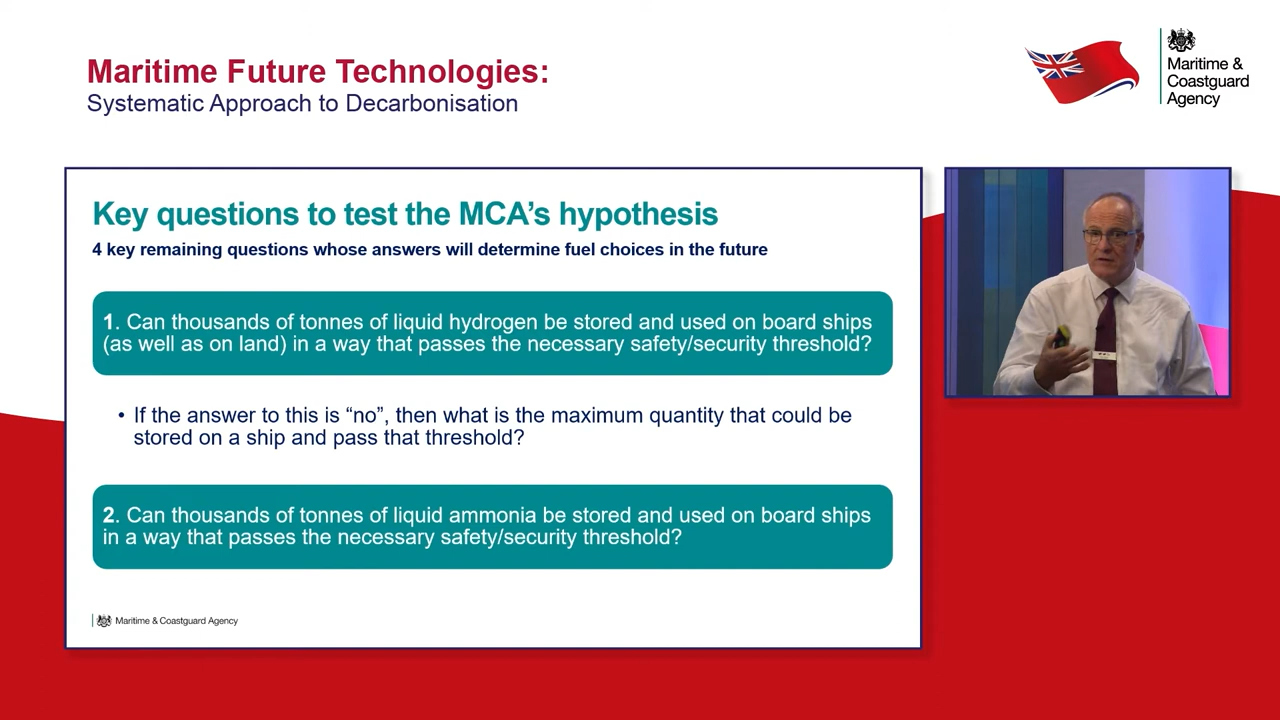 Maritime Future Technologies:
Systematic Approach to Decarbonisation
Maritime &
Coastguard
Agency
Key questions to test the MCA’s hypothesis
4 key remaining questions whose answers will determine fuel choices in the future
1. Can thousands of tonnes of liquid hydrogen be stored and used on board ships
(as well as on land) in a way that passes the necessary safety/security threshold?
• If the answer to this is “no”, then what is the maximum quantity that could be
stored on a ship and pass that threshold?
2. Can thousands of tonnes of liquid ammonia be stored and used on board ships
in a way that passes the necessary safety/security threshold?
Maritime & Coastguard Agency